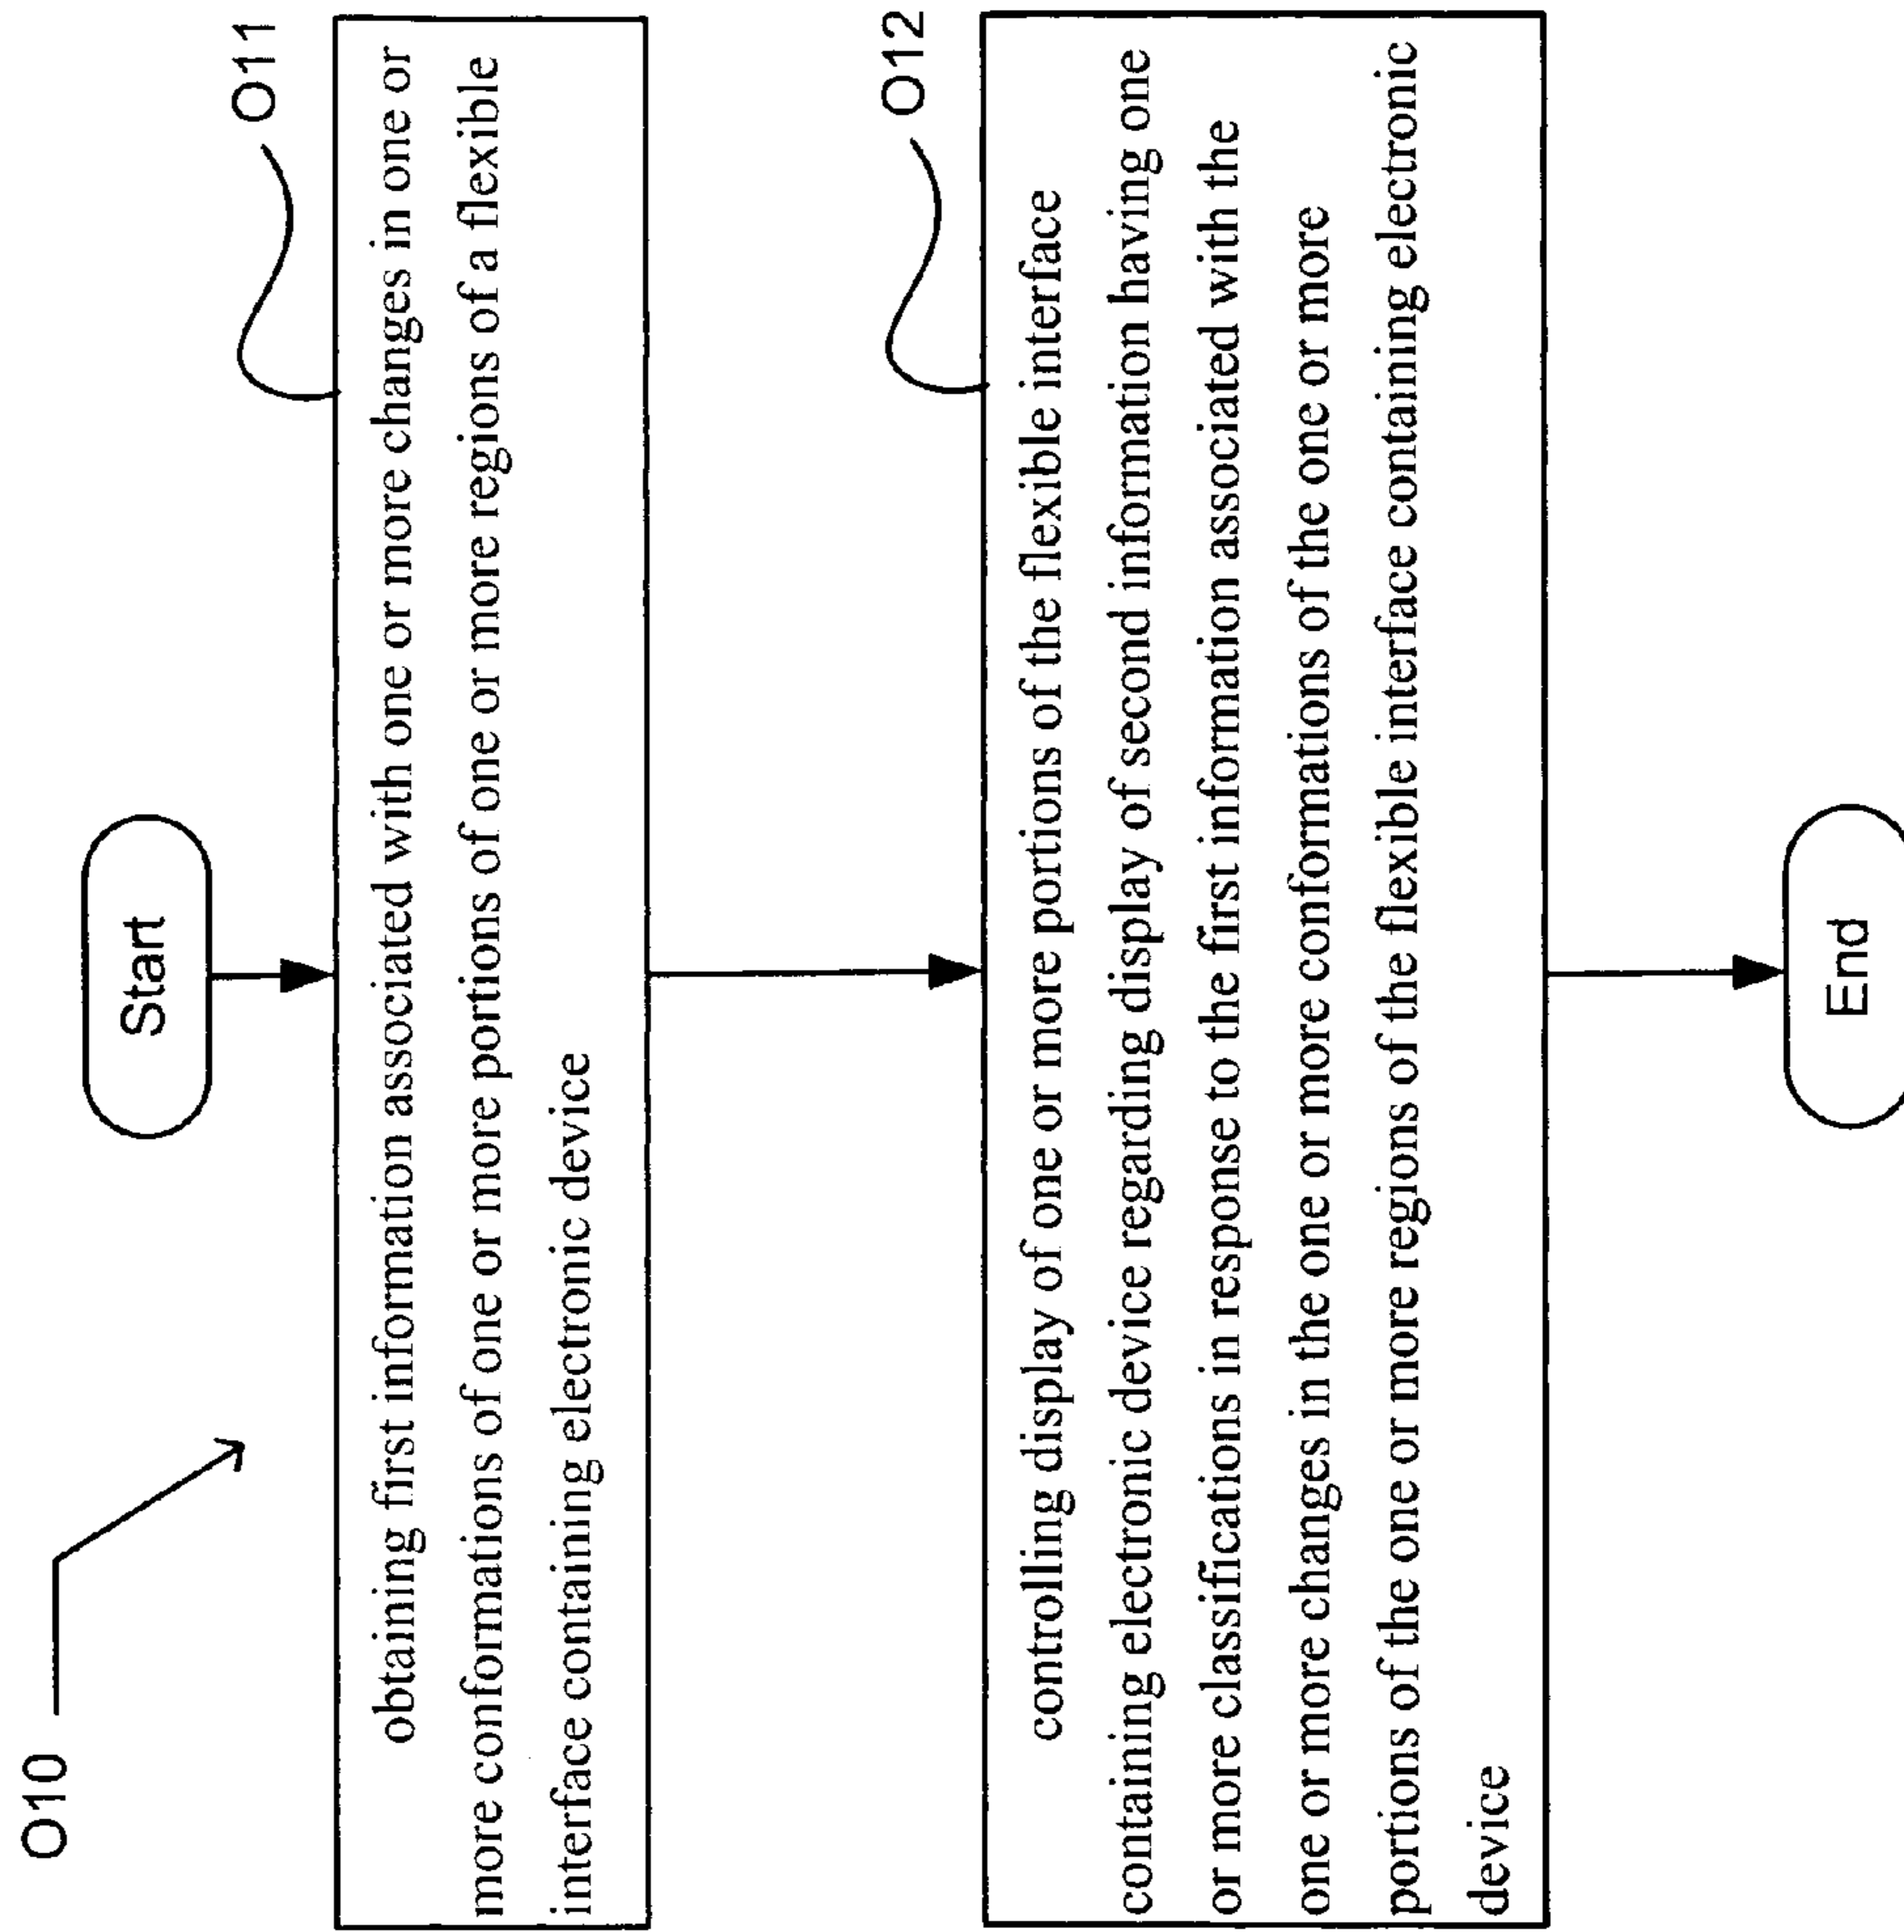 O10
Start
O11
obtaining first information associated with one or more changes in one or
more conformations of one or more portions of one or more regions of a flexible
interface containing electronic device
O12
controlling display of one or more portions of the flexible interface
containing electronic device regarding display of second information having one
or more classifications in response to the first information associated with the
one or more changes in the one or more conformations of the one or more
portions of the one or more regions of the flexible interface containing electronic
device
End